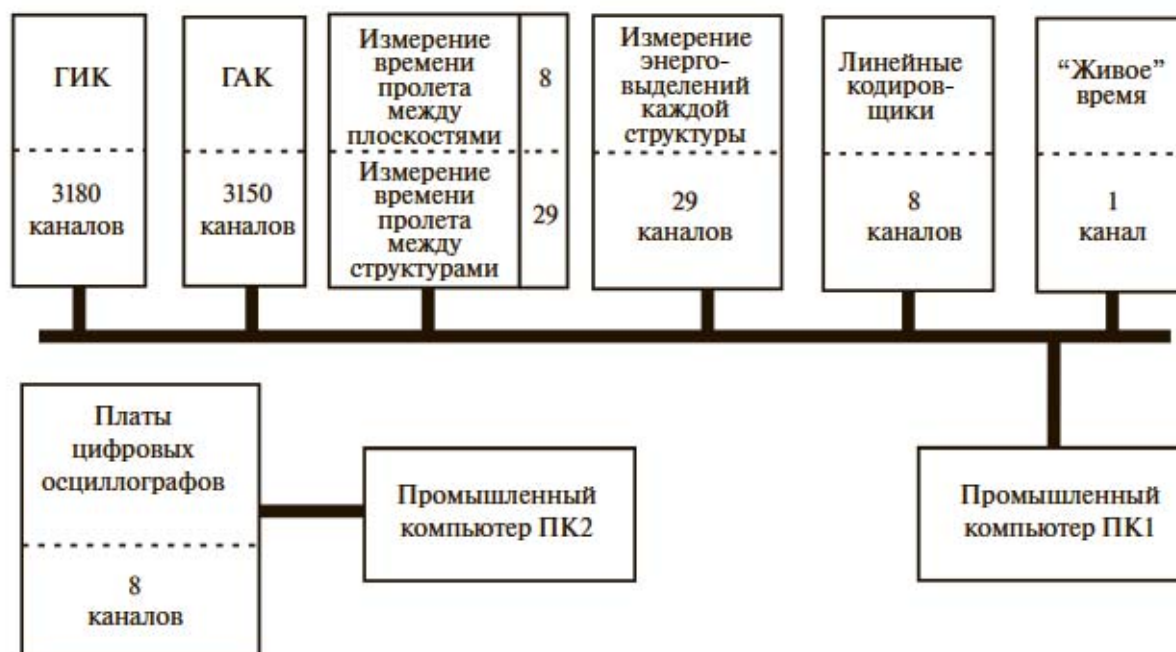 ГИК
3180
каналов
ГАК
3150
каналов
Измерение
времени
пролета
между
плоскостями
8
Измерение
времени
пролета
между
структурами
29
Измерение
энерго-
выделений
каждой
структуры
29
каналов
Линейные
кодиров-
щики
8
каналов
“Живое”
время
1
канал
Платы
цифровых
осциллографов
8
каналов
Промышленный
компьютер ПК2
Промышленный
компьютер ПК1